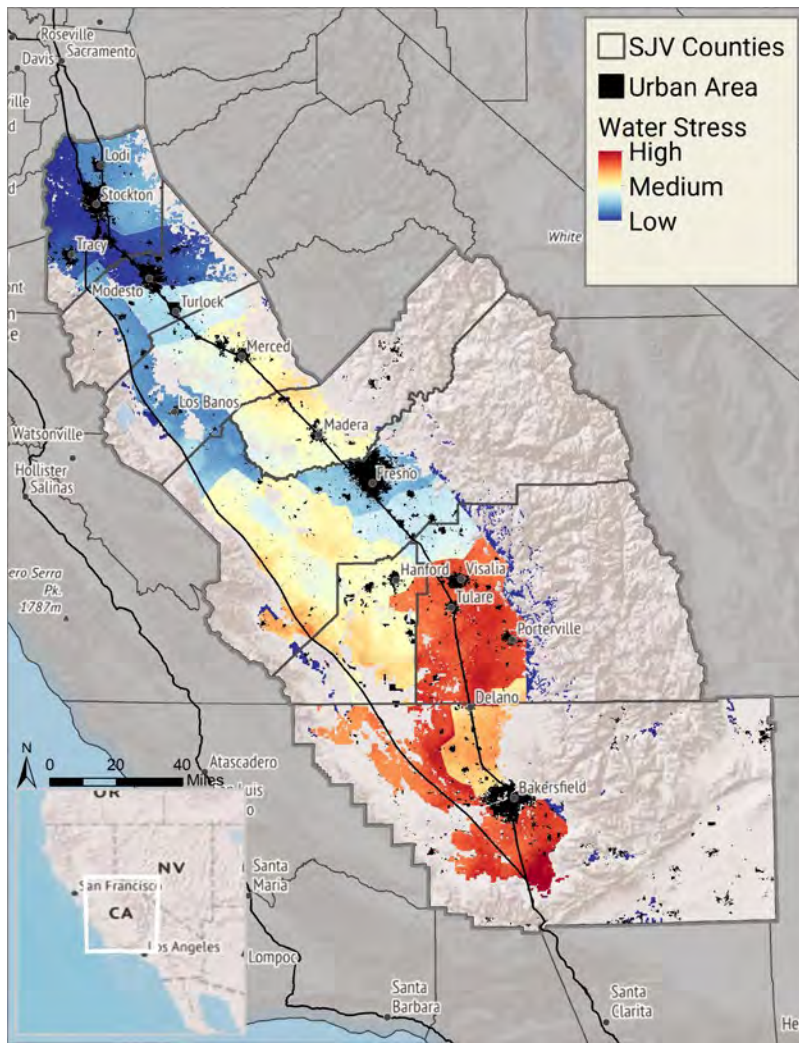 Roseville
Sacramento
Davis
SJV Counties
Urban Area
Water Stress
High
Medium
Low
Lodi
Stockton
White
Tracy
Modesto
Turlock
Merced
Los Banos
Madera
Watsonville
Hollister
Salinas
Fresno
Hanford
Visalia
Tulare
Pk.
1787m
Porterville
Delano
N
0 20 40
Miles
Atascadero
Bakersfield
NV
San Francisco
CA
Los Angeles
Santa
Maria
Lompoc
Santa
Barbara
Santa
Clarita